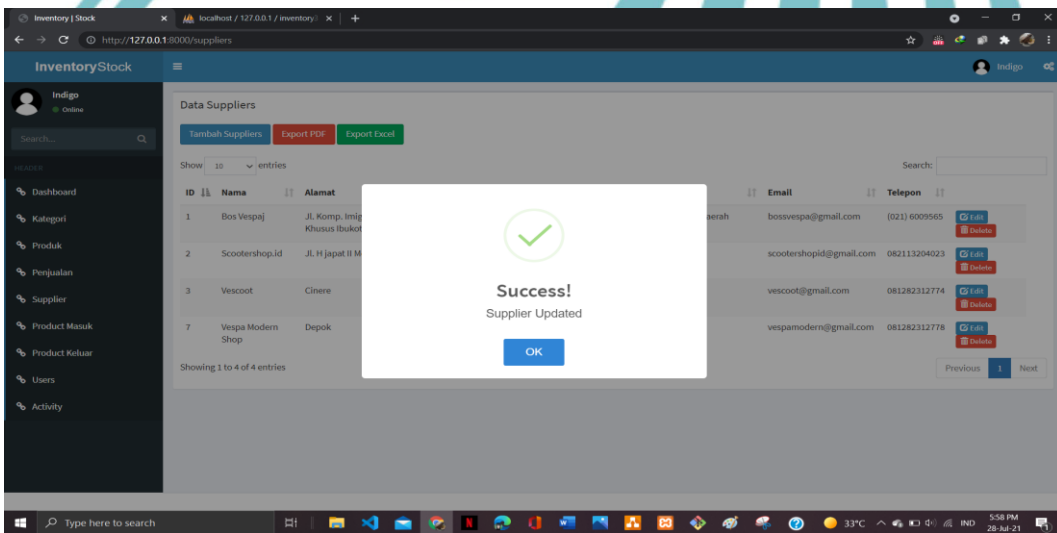 Inventory | Stock
localhost / 127.0.0.1 / inventory
http://127.0.0.1:8000/suppliers
InventoryStock
Indigo
Indigo
Online
Search...
HEADER
Dashboard
Kategori
Produk
Penjualan
Supplier
Product Masuk
Product Keluar
Users
Activity
Data Suppliers
Tambah Suppliers Export PDF Export Excel
Show 10 entries Search:
ID Nama Alamat Email Telepon
1 Bos Vespaj Jl. Komp. Imig aerah bossvespa@gmail.com (021) 6009565 Edit
Khusus Ibukot Delete
2 Scootershop.id Jl. H japat II M scootershopid@gmail.com 082113204023 Edit
Delete
3 Vescoot Cinere vescoot@gmail.com 081282312774 Edit
Delete
7 Vespa Modern Depok vespamodern@gmail.com 081282312778 Edit
Shop Delete
Showing 1 to 4 of 4 entries Previous 1 Next
Success!
Supplier Updated
OK
Type here to search
33°C IND 5:58 PM
28-Jul-21